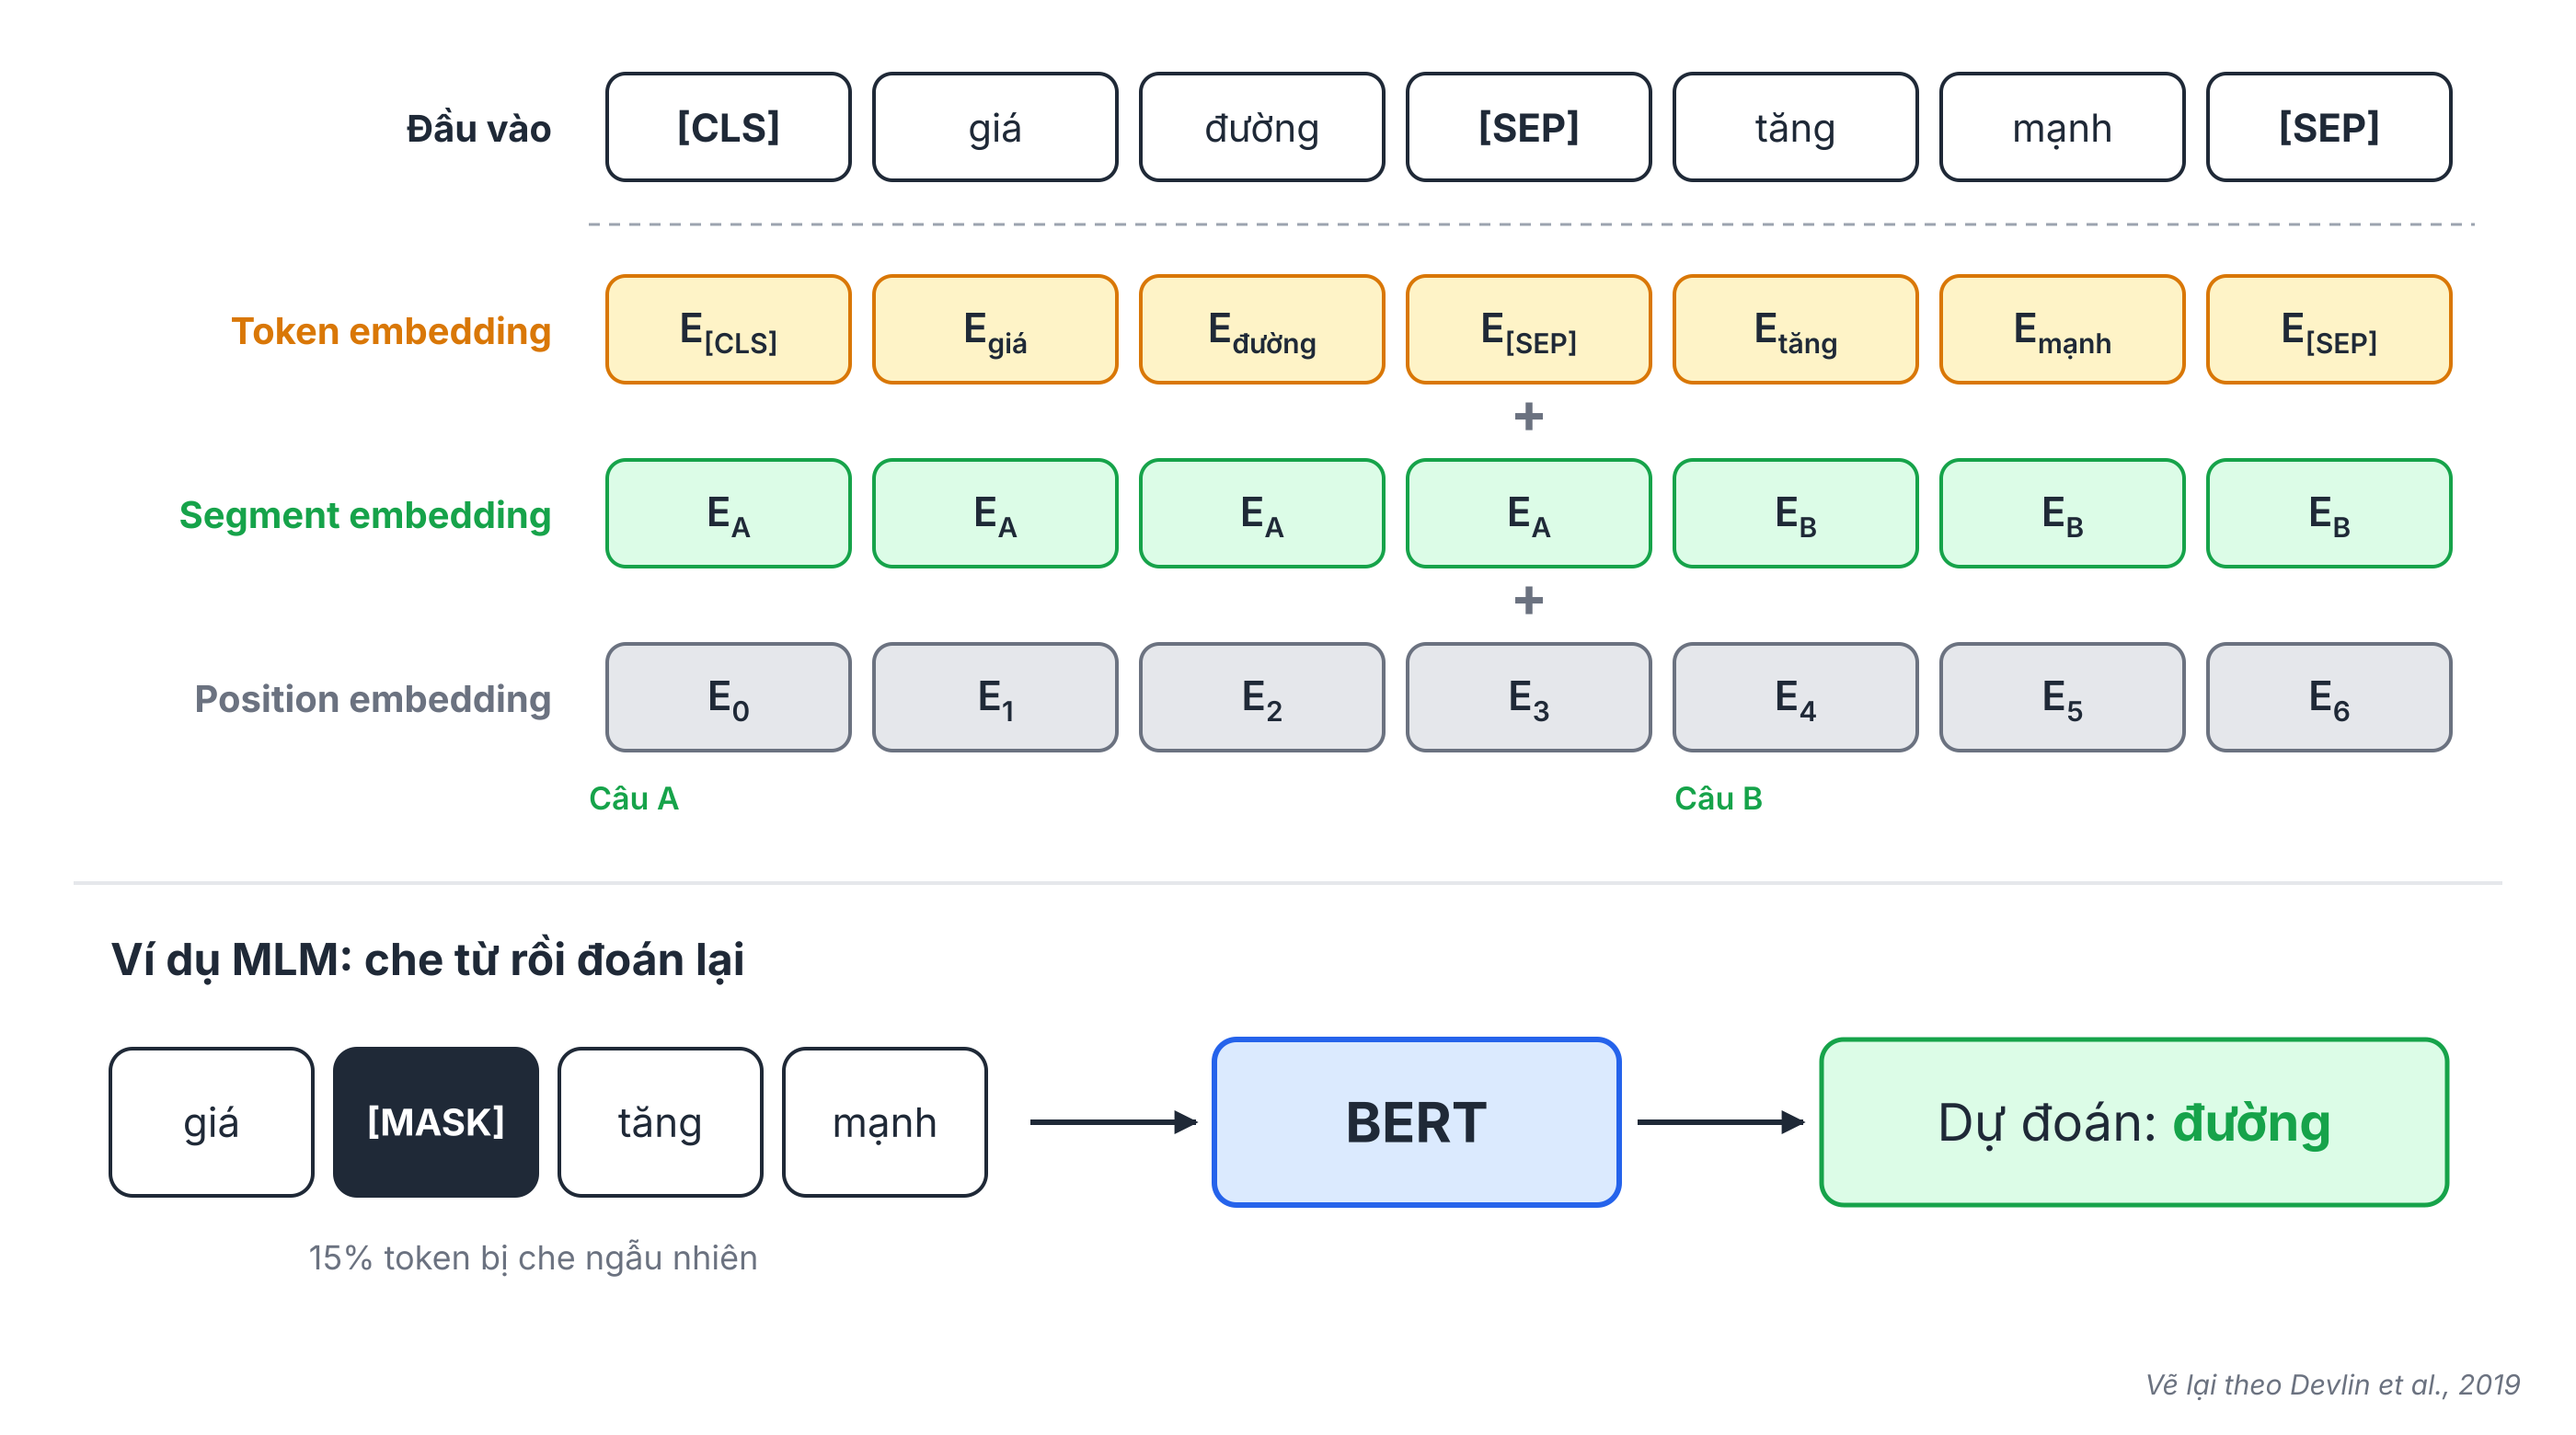 Đầu vào [CLS] giá đường [SEP] tăng mạnh [SEP]
Token embedding E[CLS] Egiá Eđường E[SEP] Etăng Emạnh E[SEP]
+
Segment embedding EA EA EA EA EB EB EB
+
Position embedding E0 E1 E2 E3 E4 E5 E6
Câu A Câu B
Ví dụ MLM: che từ rồi đoán lại
giá [MASK] tăng mạnh BERT Dự đoán: đường
15% token bị che ngẫu nhiên
Vẽ lại theo Devlin et al., 2019